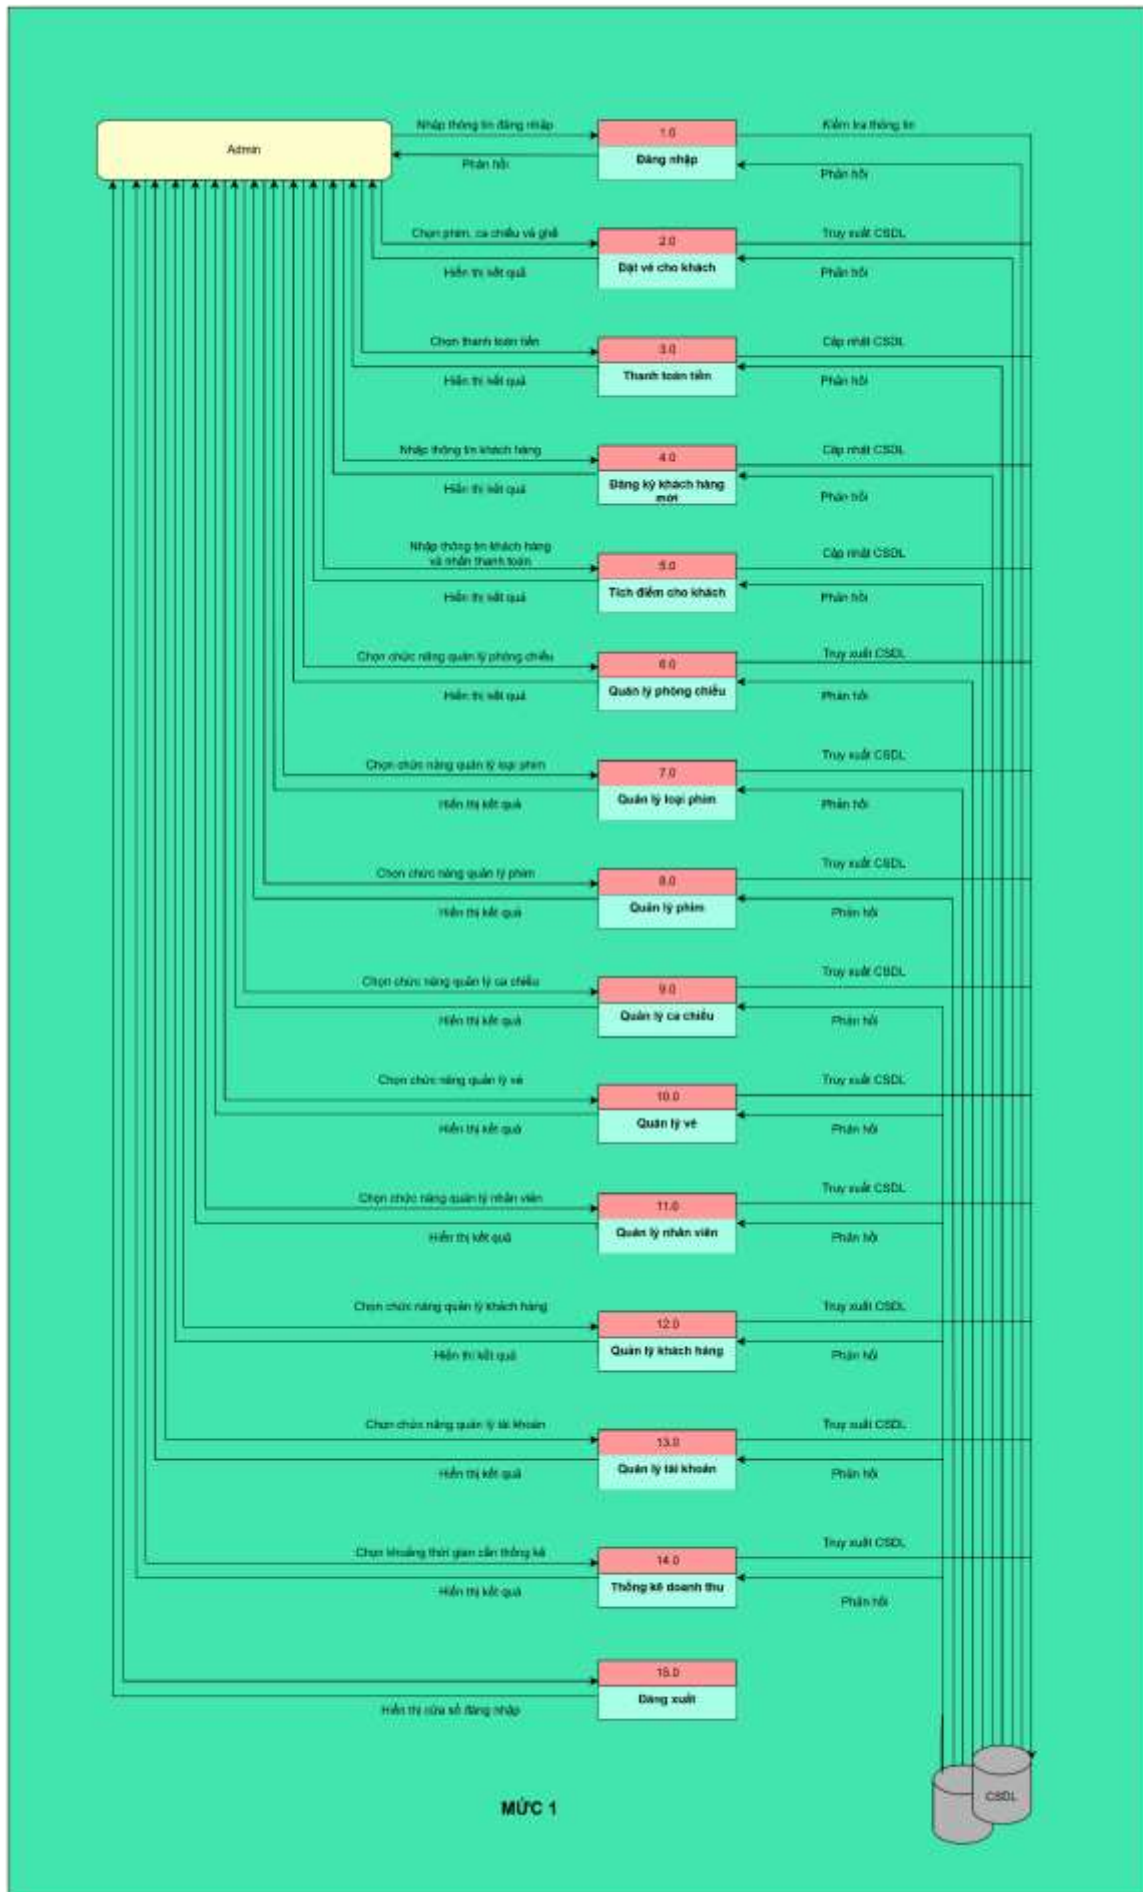 Admin
Nhập thông tin đăng nhập
Phản hồi
1.0
Đăng nhập
Kiểm tra thông tin
Phản hồi
Chọn phim, ca chiếu và ghế
Hiển thị kết quả
2.0
Đặt vé cho khách
Truy xuất CSDL
Phản hồi
Chọn thanh toán tiền
Hiển thị kết quả
3.0
Thanh toán tiền
Cập nhật CSDL
Phản hồi
Nhập thông tin khách hàng
Hiển thị kết quả
4.0
Đăng ký khách hàng
mới
Cập nhật CSDL
Phản hồi
Nhập thông tin khách hàng
và nhấn thanh toán
Hiển thị kết quả
5.0
Tích điểm cho khách
Cập nhật CSDL
Phản hồi
Chọn chức năng quản lý phòng chiếu
Hiển thị kết quả
6.0
Quản lý phòng chiếu
Truy xuất CSDL
Phản hồi
Chọn chức năng quản lý loại phim
Hiển thị kết quả
7.0
Quản lý loại phim
Truy xuất CSDL
Phản hồi
Chọn chức năng quản lý phim
Hiển thị kết quả
8.0
Quản lý phim
Truy xuất CSDL
Phản hồi
Chọn chức năng quản lý ca chiếu
Hiển thị kết quả
9.0
Quản lý ca chiếu
Truy xuất CSDL
Phản hồi
Chọn chức năng quản lý vé
Hiển thị kết quả
10.0
Quản lý vé
Truy xuất CSDL
Phản hồi
Chọn chức năng quản lý nhân viên
Hiển thị kết quả
11.0
Quản lý nhân viên
Truy xuất CSDL
Phản hồi
Chọn chức năng quản lý khách hàng
Hiển thị kết quả
12.0
Quản lý khách hàng
Truy xuất CSDL
Phản hồi
Chọn chức năng quản lý tài khoản
Hiển thị kết quả
13.0
Quản lý tài khoản
Truy xuất CSDL
Phản hồi
Chọn khoảng thời gian cần thống kê
Hiển thị kết quả
14.0
Thống kê doanh thu
Truy xuất CSDL
Phản hồi
15.0
Đăng xuất
Hiển thị cửa sổ đăng nhập
CSDL
MỨC 1